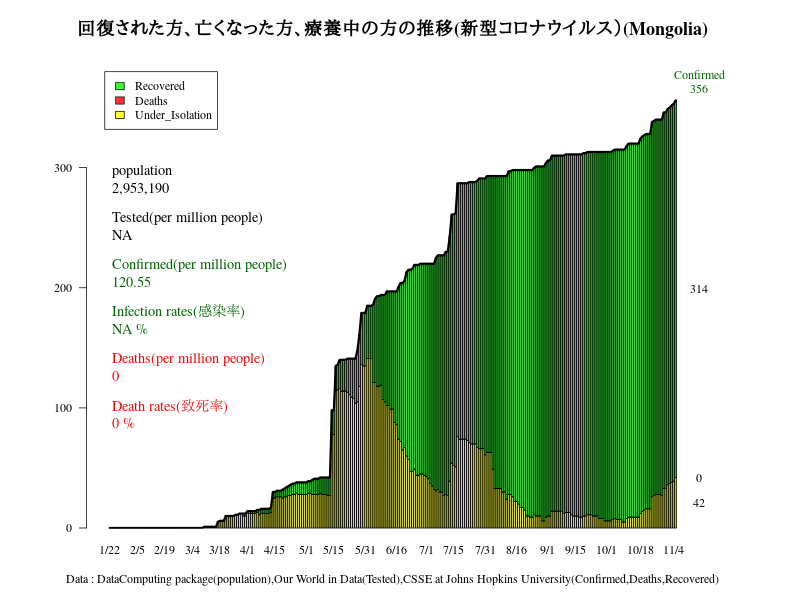 回復された方、亡くなった方、療養中の方の推移(新型コロナウイルス)(Mongolia)
Confirmed
356
Recovered
Deaths
Under_Isolation
population
2,953,190
Tested(per million people)
NA
Confirmed(per million people)
120.55
Infection rates(感染率)
NA %
Deaths(per million people)
0
Death rates(致死率)
0 %
300
200
100
0
314
0
42
1/22 2/5 2/19 3/4 3/18 4/1 4/15 5/1 5/15 5/31 6/16 7/1 7/15 7/31 8/16 9/1 9/15 10/1 10/18 11/4
Data : DataComputing package(population),Our World in Data(Tested),CSSE at Johns Hopkins University(Confirmed,Deaths,Recovered)